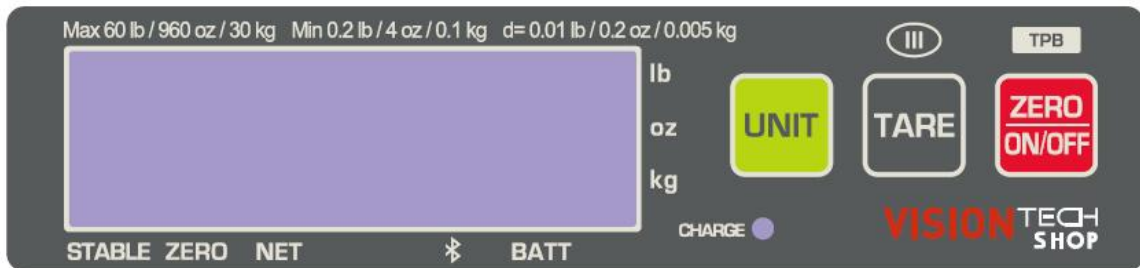 Max 60 lb / 960 oz / 30 kg Min 0.2 lb / 4 oz / 0.1 kg d= 0.01 lb / 0.2 oz / 0.005 kg
III
TPB
lb
oz
kg
UNIT
TARE
ZERO
ON/OFF
CHARGE
VISIONTECH
SHOP
STABLE ZERO NET BATT